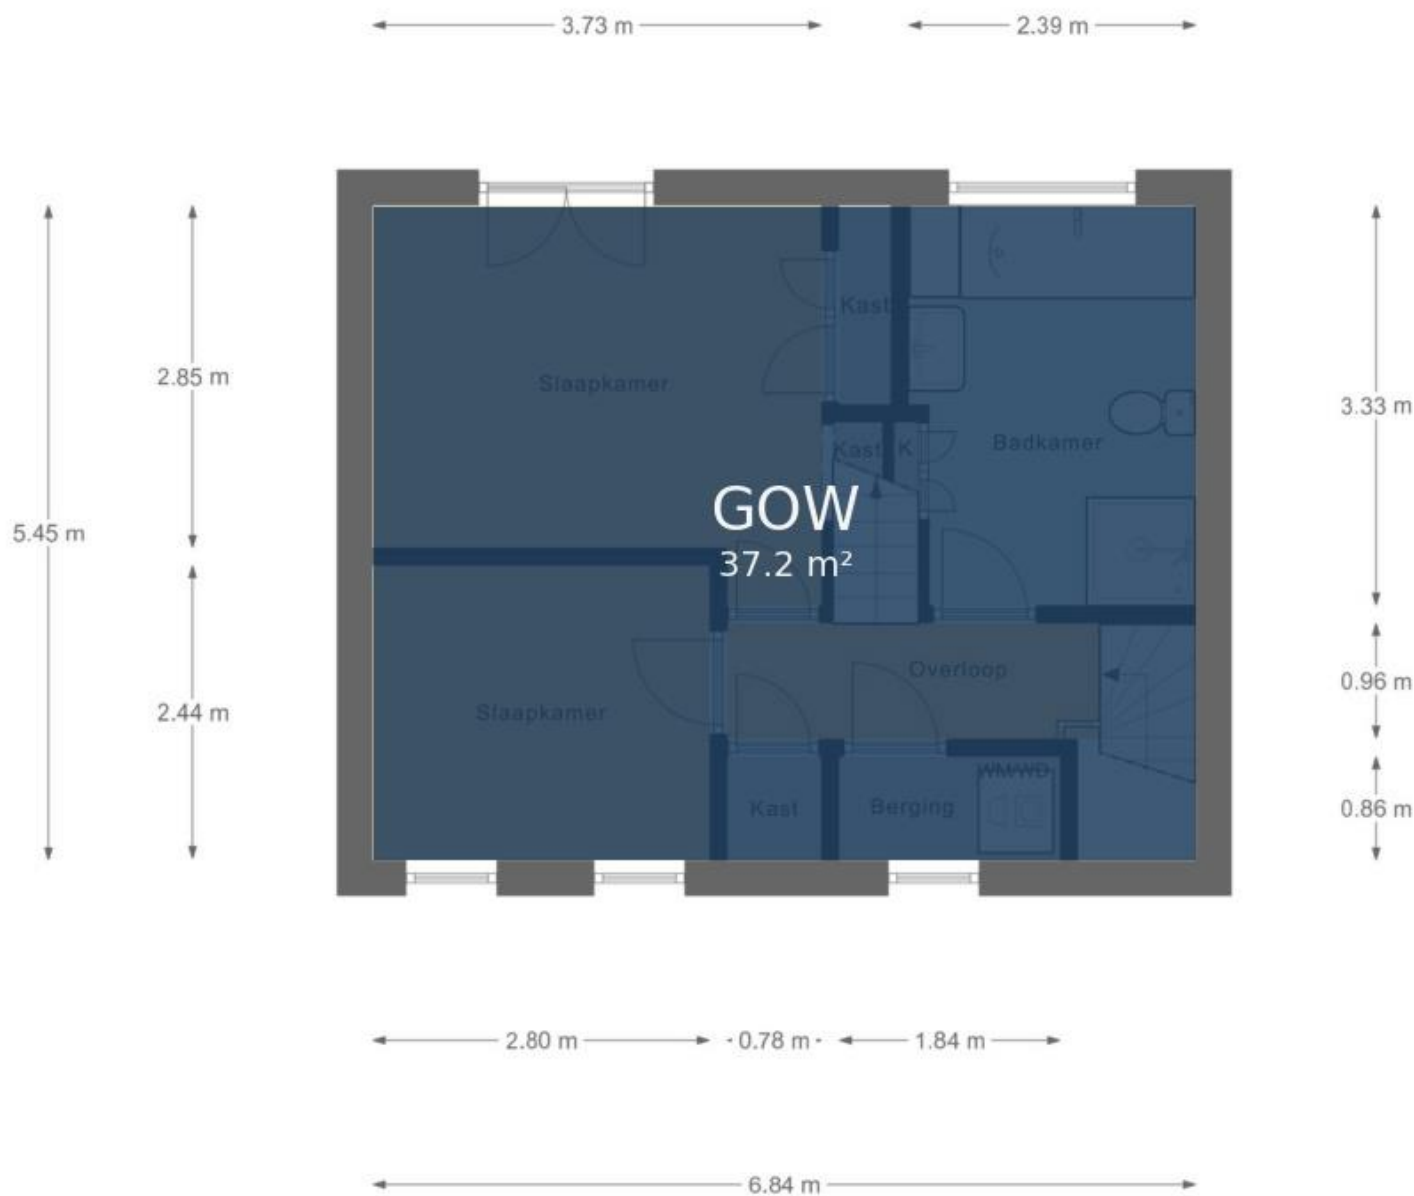 3.73 m
2.39 m
5.45 m
2.85 m
2.44 m
3.33 m
0.96 m
0.86 m
Kast
Slaapkamer
Kast
K
Badkamer
GOW
37.2 m²
Overloop
Slaapkamer
WM/WD
Kast
Berging
2.80 m
0.78 m
1.84 m
6.84 m